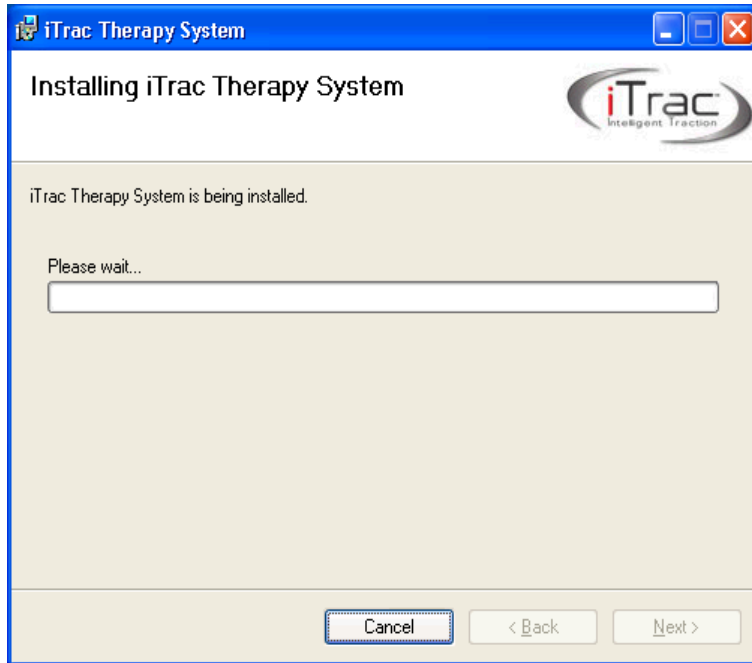 iTrac Therapy System
Installing iTrac Therapy System
iTrac
Intelligent Traction
iTrac Therapy System is being installed.
Please wait...
Cancel
< Back
Next >